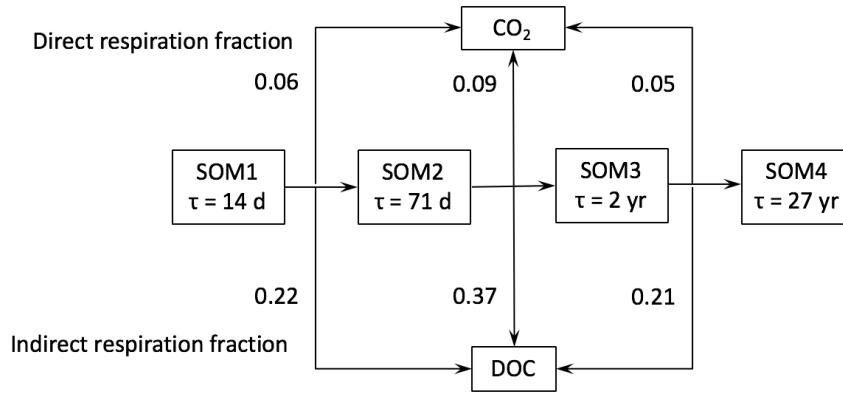 CO₂
Direct respiration fraction
0.06
0.09
0.05
SOM1
τ = 14 d
SOM2
τ = 71 d
SOM3
τ = 2 yr
SOM4
τ = 27 yr
0.22
0.37
0.21
Indirect respiration fraction
DOC